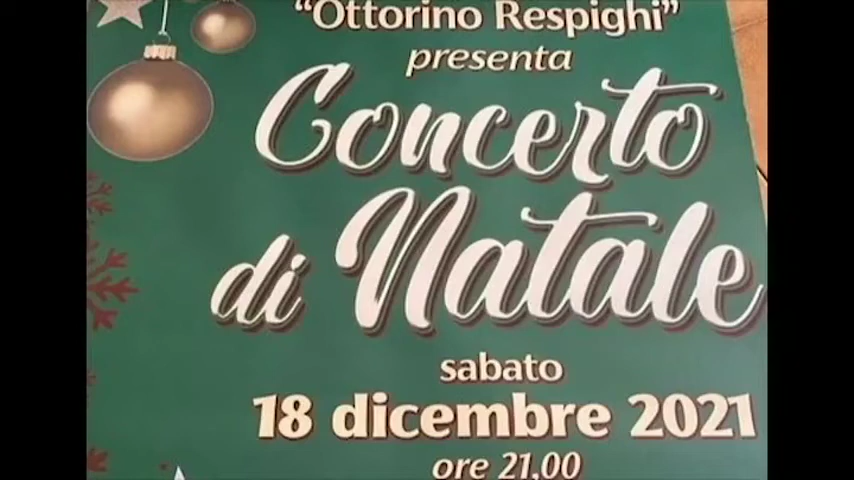 "Ottorino Respighi"
presenta
Concerto
di Natale
sabato
18 dicembre 2021
ore 21,00